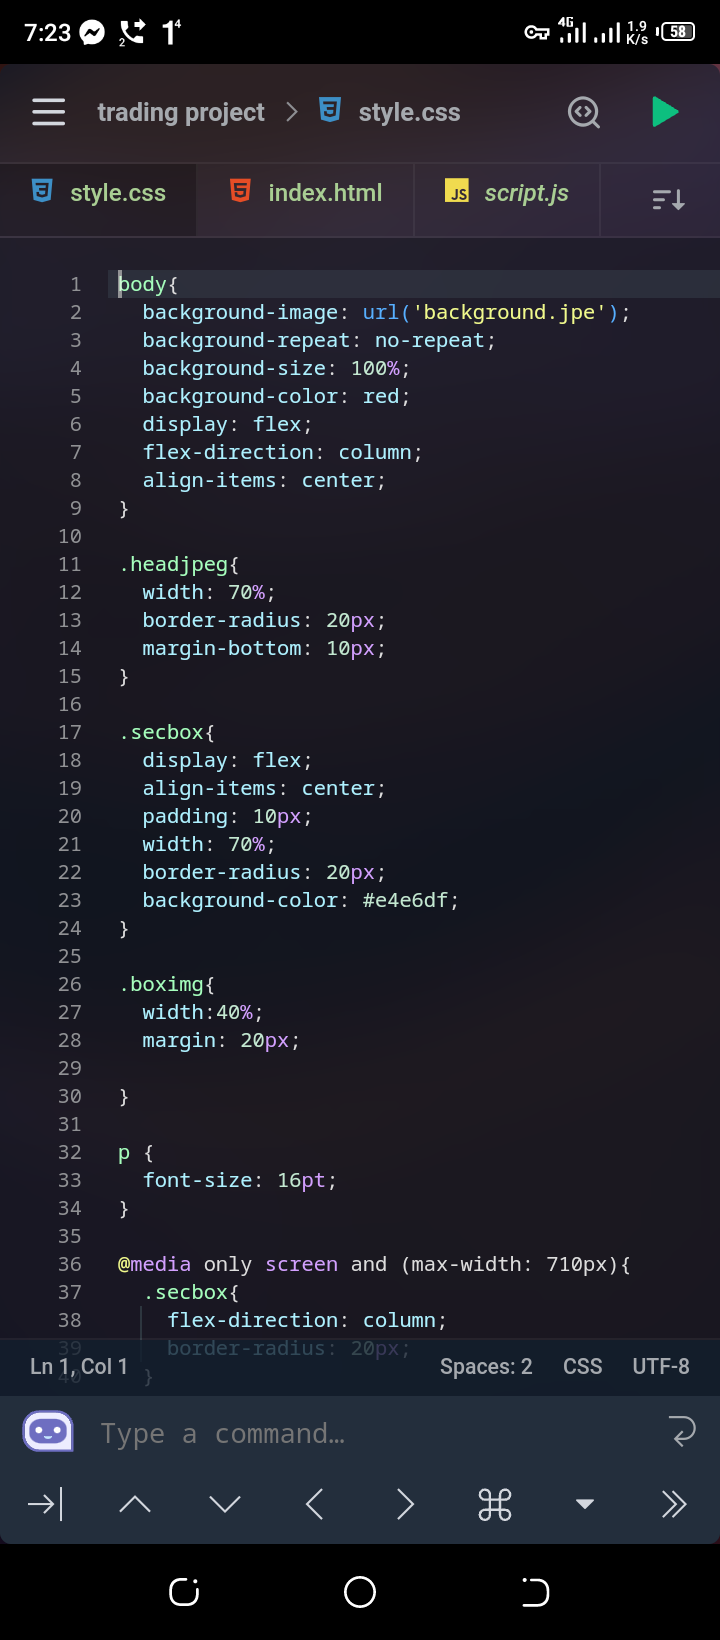 7:23 2 1⁴ 4G 1.9 K/s 58
trading project > style.css
style.css index.html JS script.js
1 body{
2 background-image: url('background.jpe');
3 background-repeat: no-repeat;
4 background-size: 100%;
5 background-color: red;
6 display: flex;
7 flex-direction: column;
8 align-items: center;
9 }
10
11 .headjpeg{
12 width: 70%;
13 border-radius: 20px;
14 margin-bottom: 10px;
15 }
16
17 .secbox{
18 display: flex;
19 align-items: center;
20 padding: 10px;
21 width: 70%;
22 border-radius: 20px;
23 background-color: #e4e6df;
24 }
25
26 .boximg{
27 width:40%;
28 margin: 20px;
29
30 }
31
32 p {
33 font-size: 16pt;
34 }
35
36 @media only screen and (max-width: 710px){
37 .secbox{
38 flex-direction: column;
39 border-radius: 20px;
40 }
Ln 1, Col 1 Spaces: 2 CSS UTF-8
Type a command...